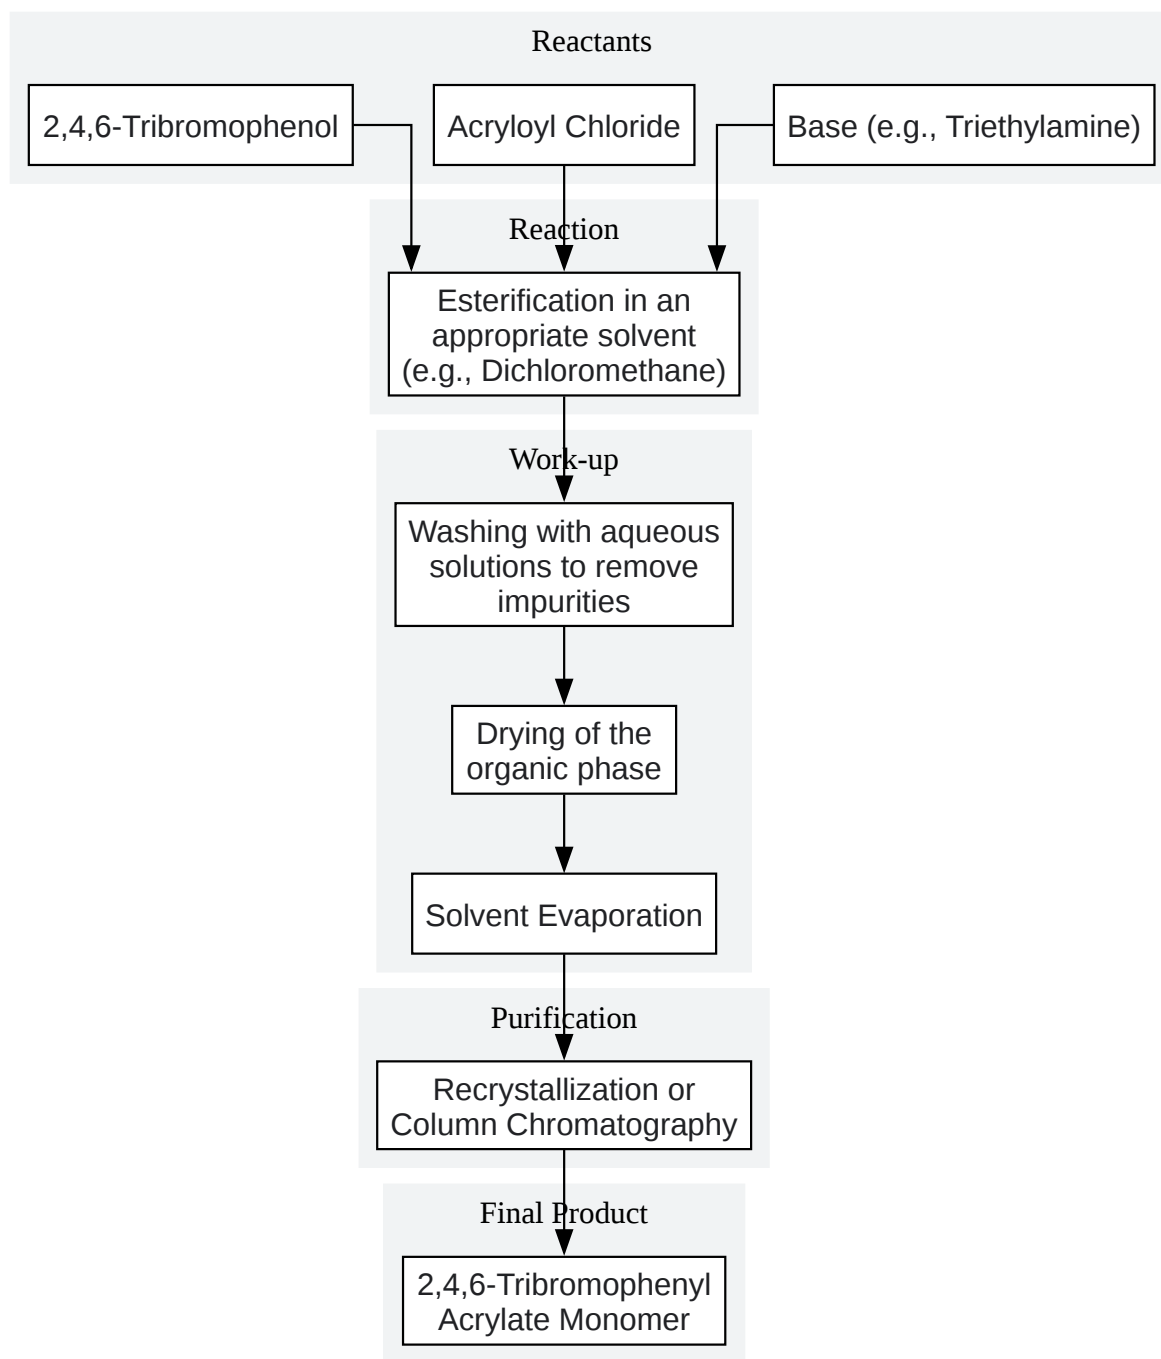 Reactants
2,4,6-Tribromophenol
Acryloyl Chloride
Base (e.g., Triethylamine)
Reaction
Esterification in an
appropriate solvent
(e.g., Dichloromethane)
Work-up
Washing with aqueous
solutions to remove
impurities
Drying of the
organic phase
Solvent Evaporation
Purification
Recrystallization or
Column Chromatography
Final Product
2,4,6-Tribromophenyl
Acrylate Monomer